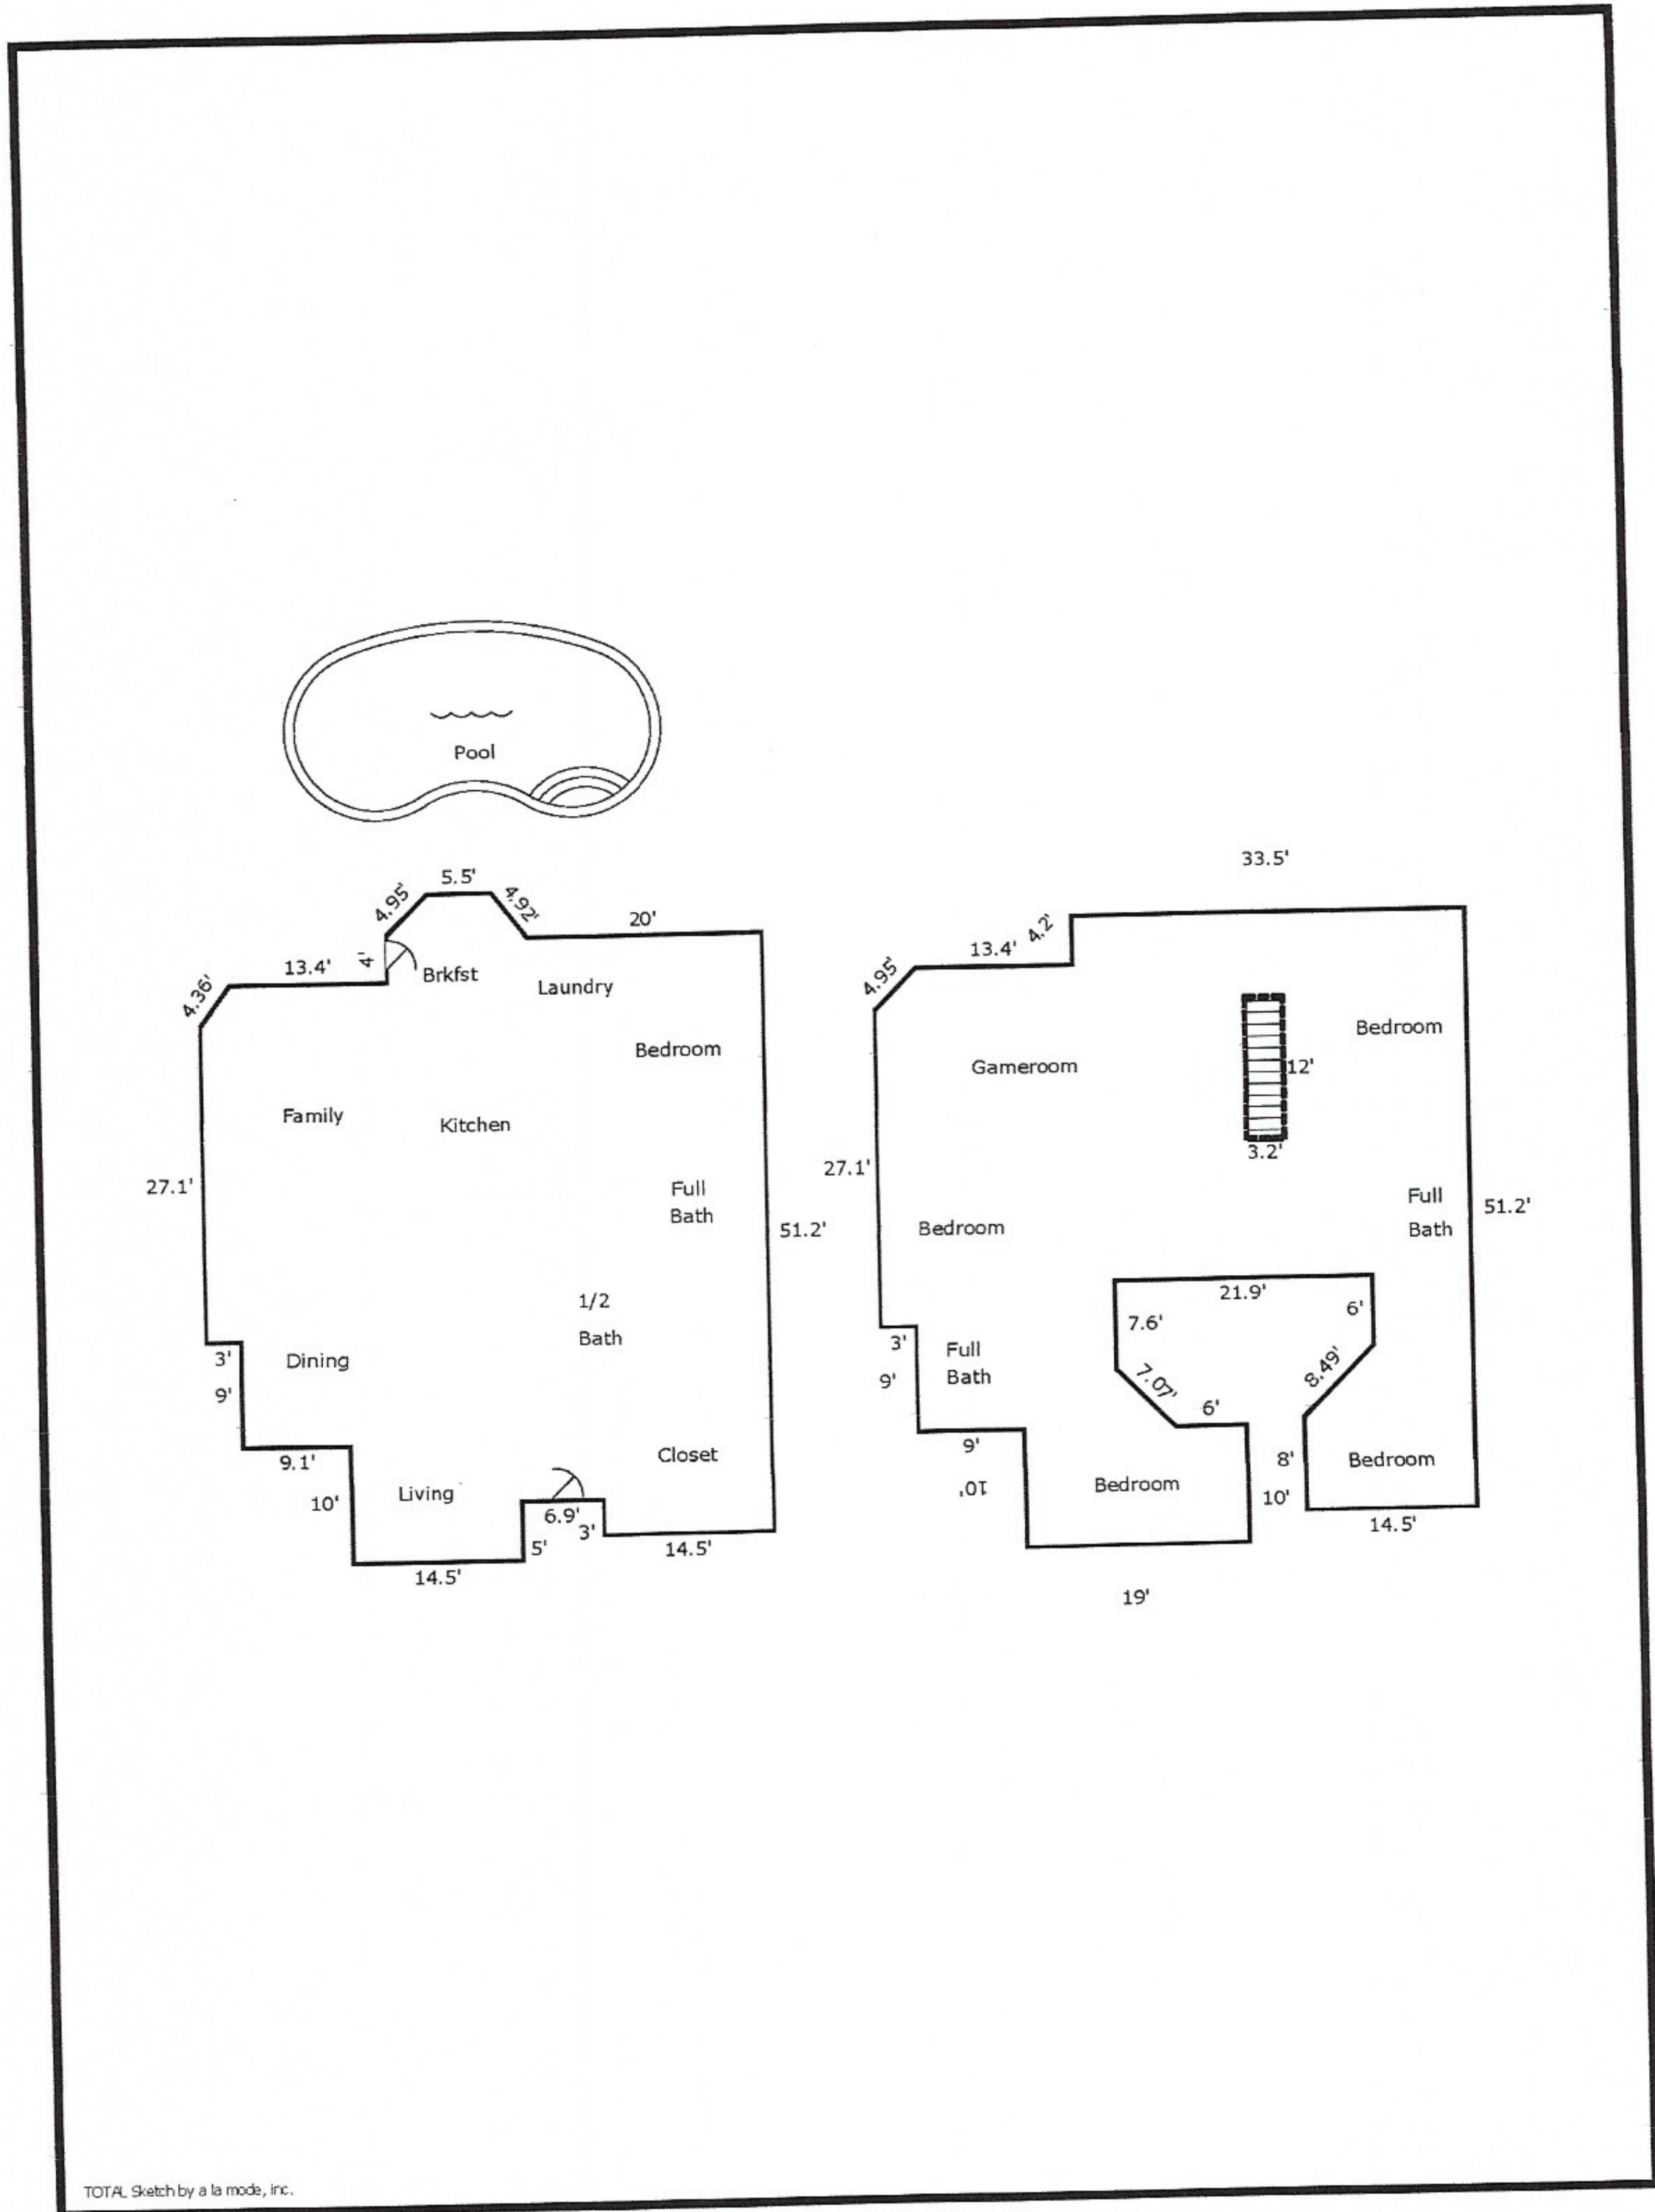 Pool
5.5'
4.95'
4.92'
20'
13.4'
4'
4.36'
Brkfst
Laundry
Bedroom
Family
Kitchen
27.1'
Full
Bath
51.2'
1/2
Bath
3'
Dining
9'
9.1'
Closet
10'
Living
6.9'
3'
5'
14.5'
14.5'
33.5'
4.2'
13.4'
4.95'
Bedroom
Gameroom
12'
3.2'
27.1'
Full
Bath
51.2'
Bedroom
21.9'
6'
7.6'
3'
Full
Bath
9'
7.07'
8.49'
6'
9'
8'
Bedroom
10'
Bedroom
10'
14.5'
19'
TOTAL Sketch by a la mode, inc.